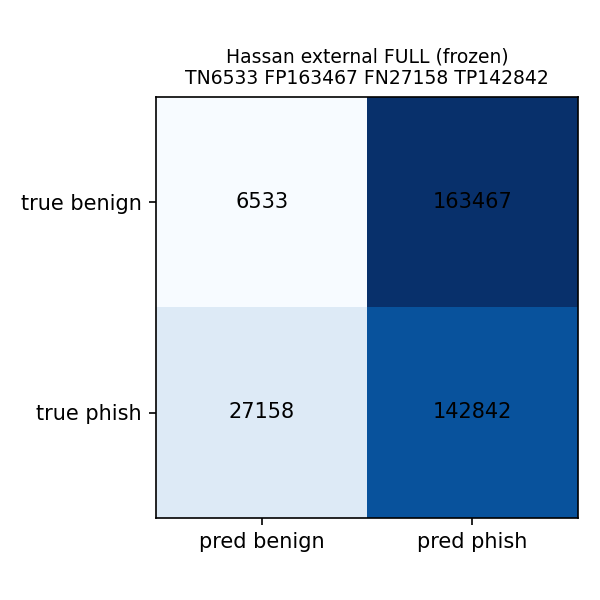 Hassan external FULL (frozen)
TN6533 FP163467 FN27158 TP142842
true benign
6533
163467
true phish
27158
142842
pred benign
pred phish